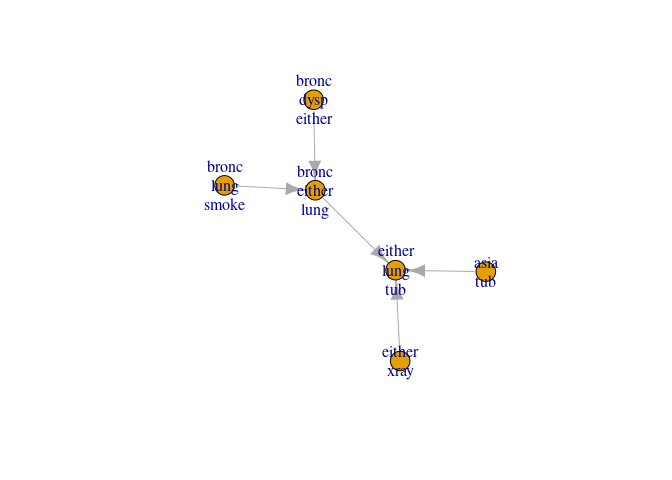 bronc
dysp
either
bronc
lung
smoke
bronc
either
lung
either
lung
tub
asia
tub
either
xray